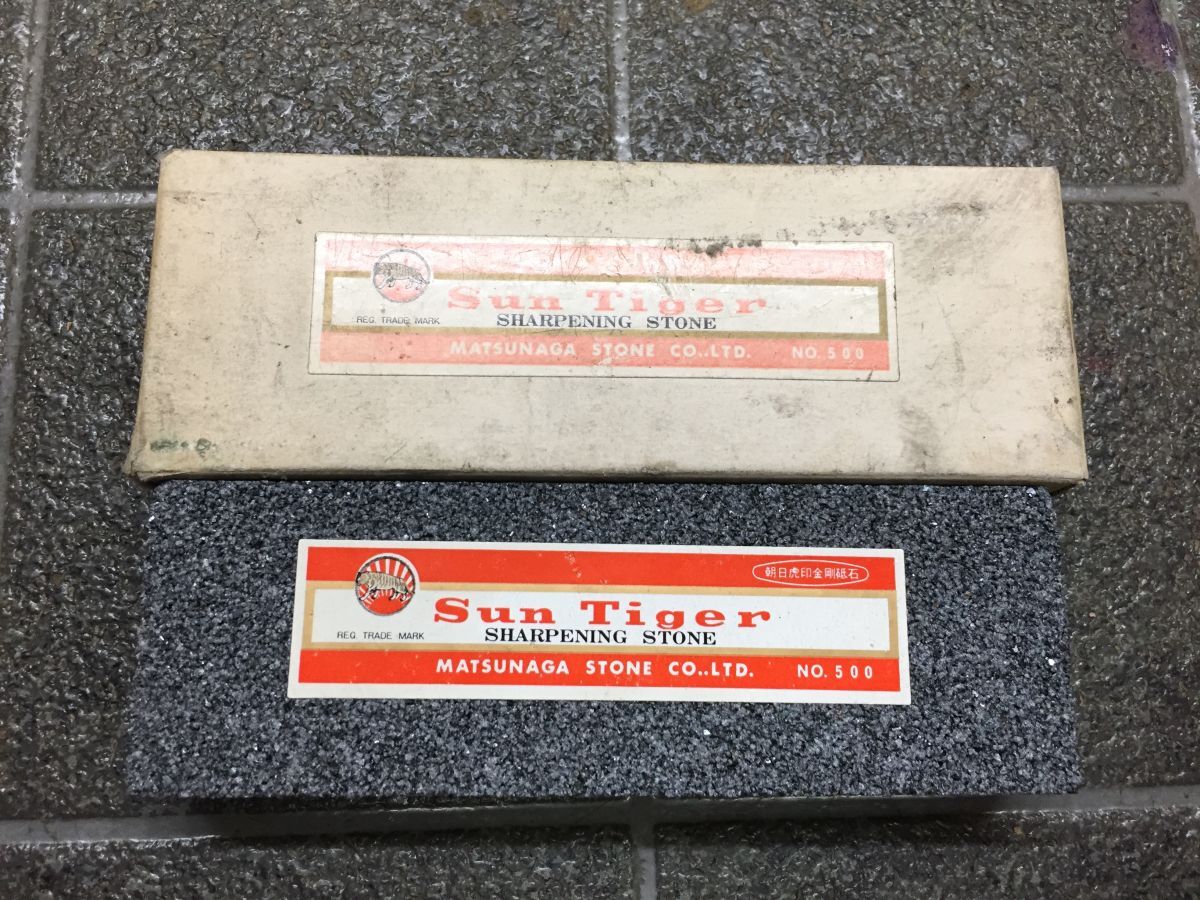 Sun Tiger
REG. TRADE MARK SHARPENING STONE
MATSUNAGA STONE CO.,LTD. NO.500
朝日虎印金剛砥石
Sun Tiger
REG. TRADE MARK SHARPENING STONE
MATSUNAGA STONE CO.,LTD. NO.500